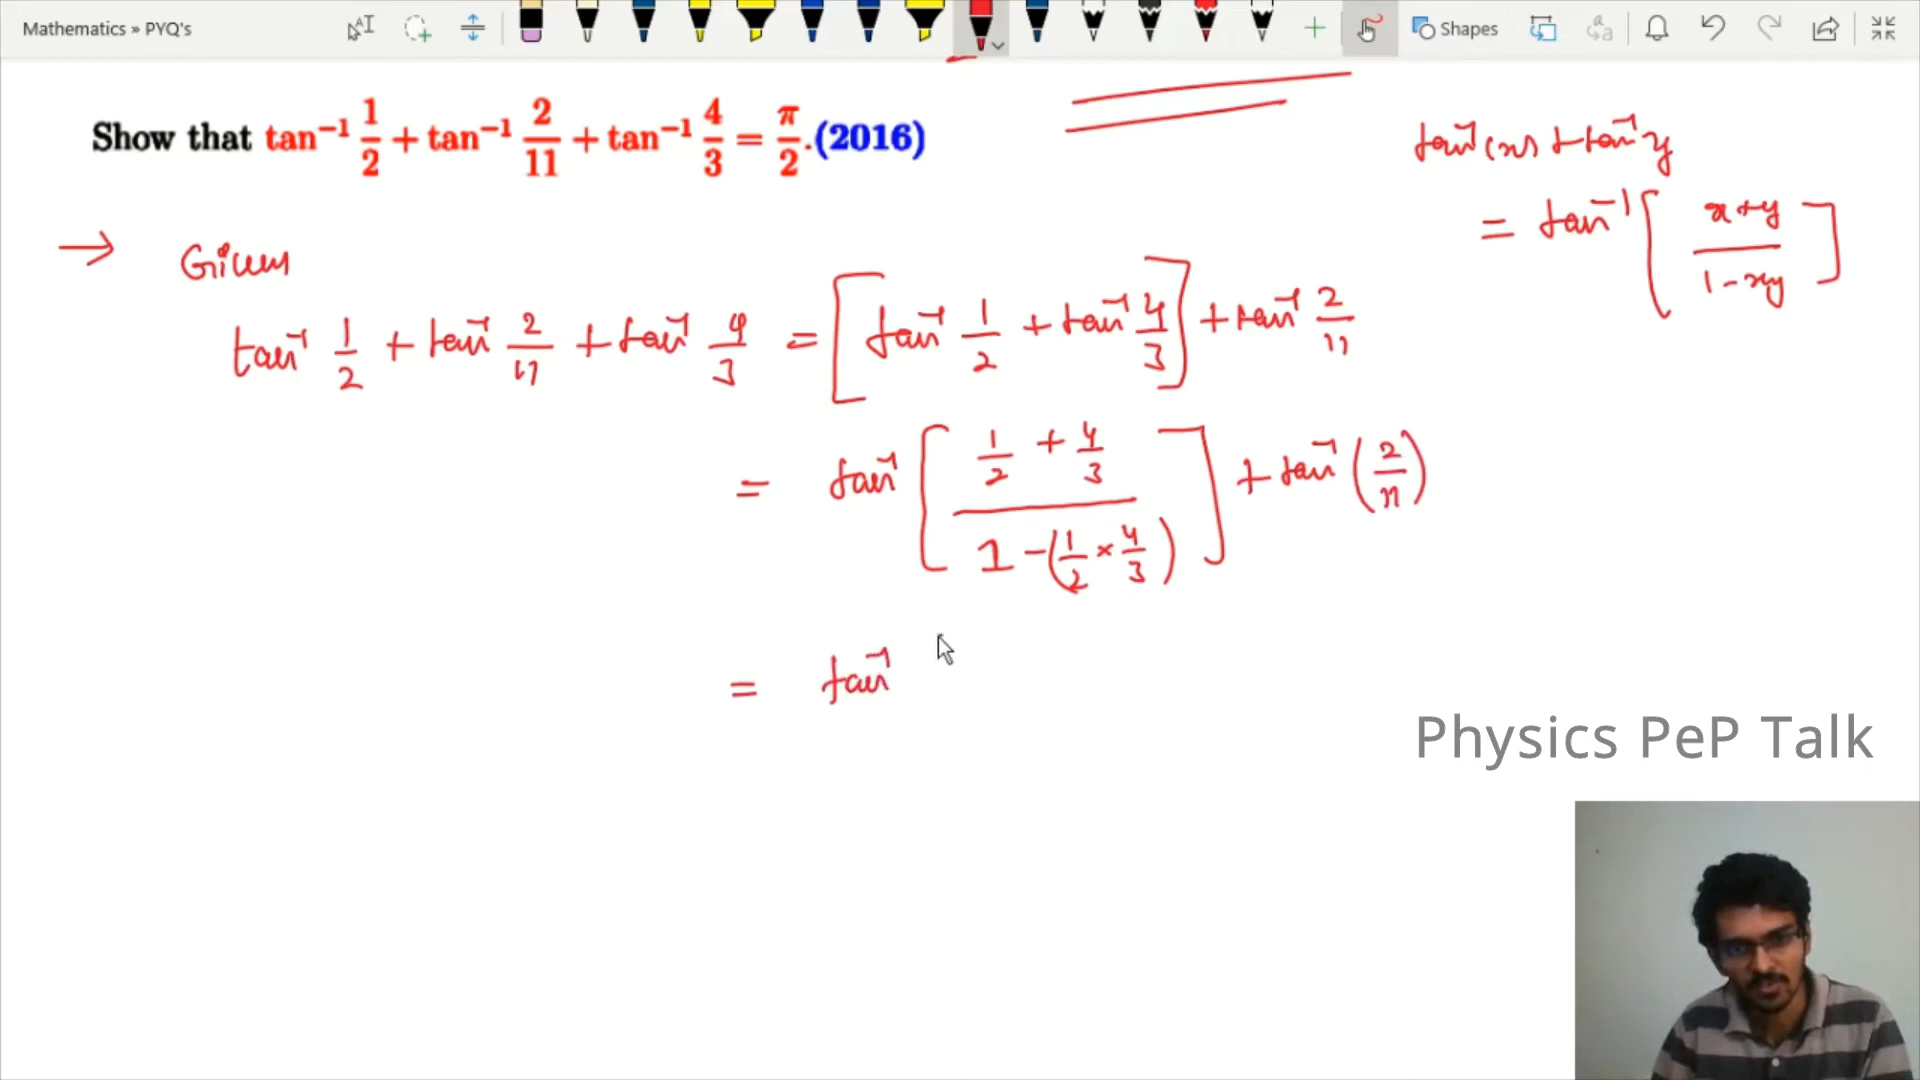 Mathematics » PYQ's
Shapes
Show that tan⁻¹ 1/2 + tan⁻¹ 2/11 + tan⁻¹ 4/3 = π/2.(2016)
tan⁻¹(x) + tan⁻¹ y
= tan⁻¹ [ x+y / 1-xy ]
→ Given
tan⁻¹ 1/2 + tan⁻¹ 2/11 + tan⁻¹ 4/3 = [ tan⁻¹ 1/2 + tan⁻¹ 4/3 ] + tan⁻¹ 2/11
= tan⁻¹ [ 1/2 + 4/3 / 1 - (1/2 × 4/3) ] + tan⁻¹ (2/11)
= tan⁻¹
Physics PeP Talk